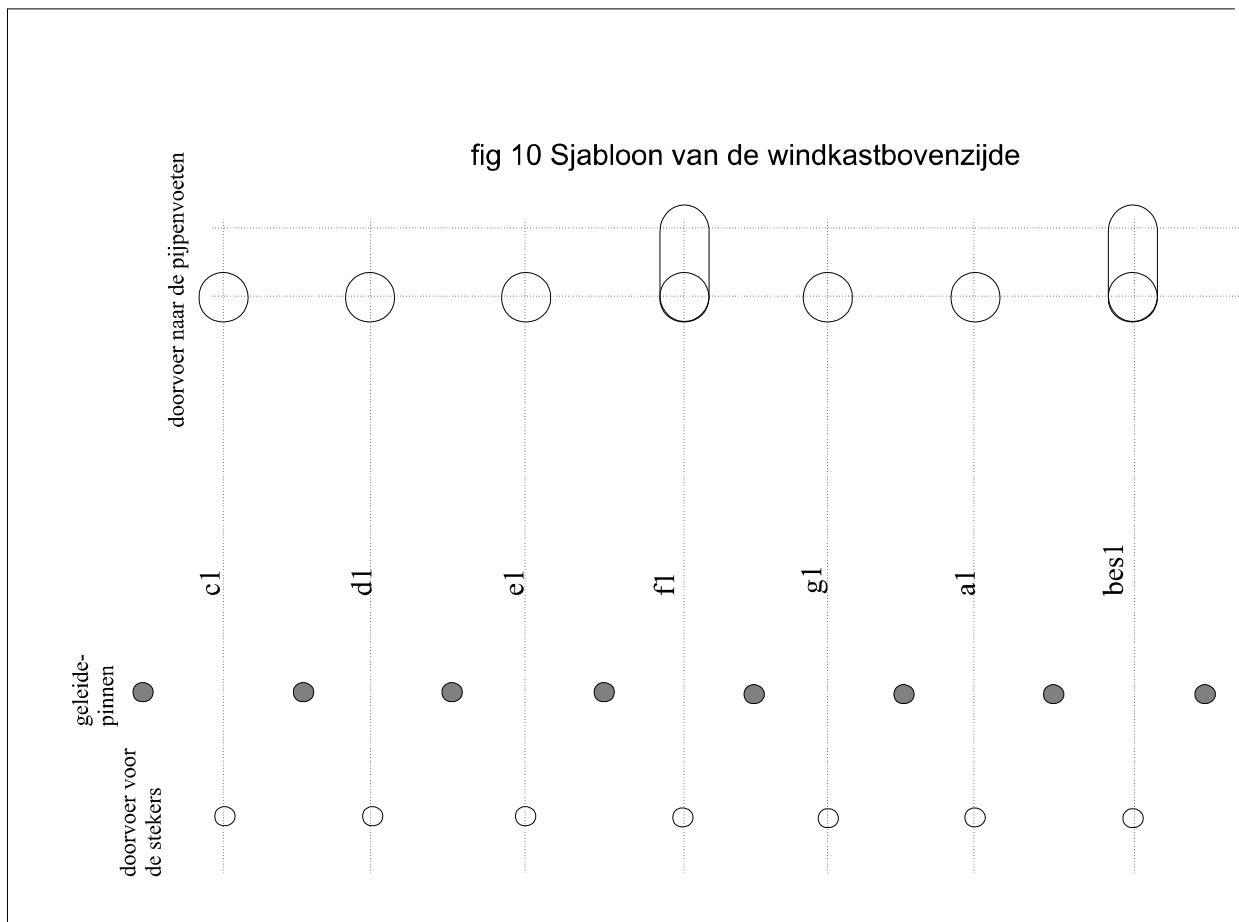 fig 10 Sjabloon van de windkastbovenzijde
doorvoer naar de pijpenvoeten
c1
d1
e1
f1
g1
a1
bes1
geleide-
pinnen
doorvoer voor
de stekers